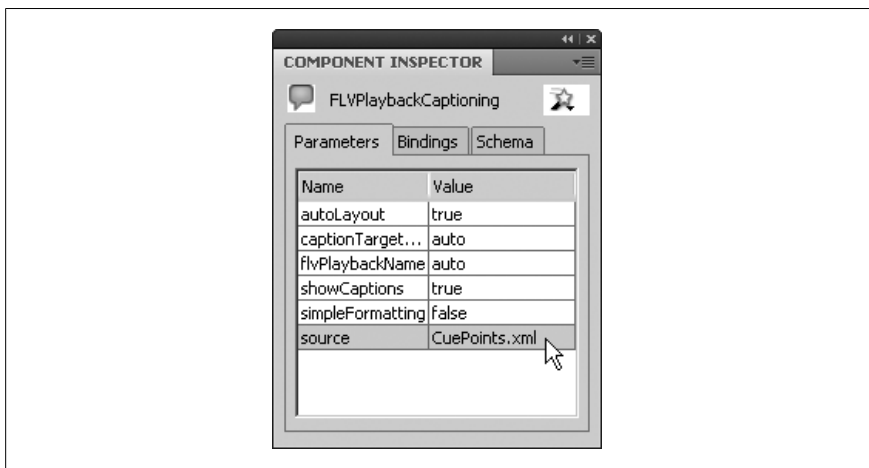 COMPONENT INSPECTOR
FLVPlaybackCaptioning
Parameters Bindings Schema
Name Value
autoLayout true
captionTarget... auto
flvPlaybackName auto
showCaptions true
simpleFormatting false
source CuePoints.xml